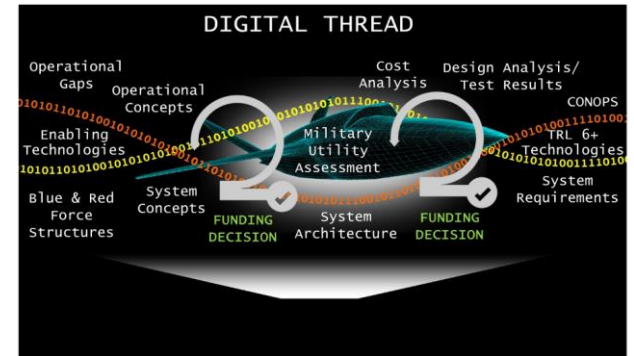 DIGITAL THREAD
Operational
Gaps
Operational
Concepts
Enabling
Technologies
Blue & Red
Force
Structures
System
Concepts
FUNDING
DECISION
Military
Utility
Assessment
System
Architecture
Cost
Analysis
FUNDING
DECISION
Design Analysis/
Test Results
CONOPS
TRL 6+
Technologies
System
Requirements